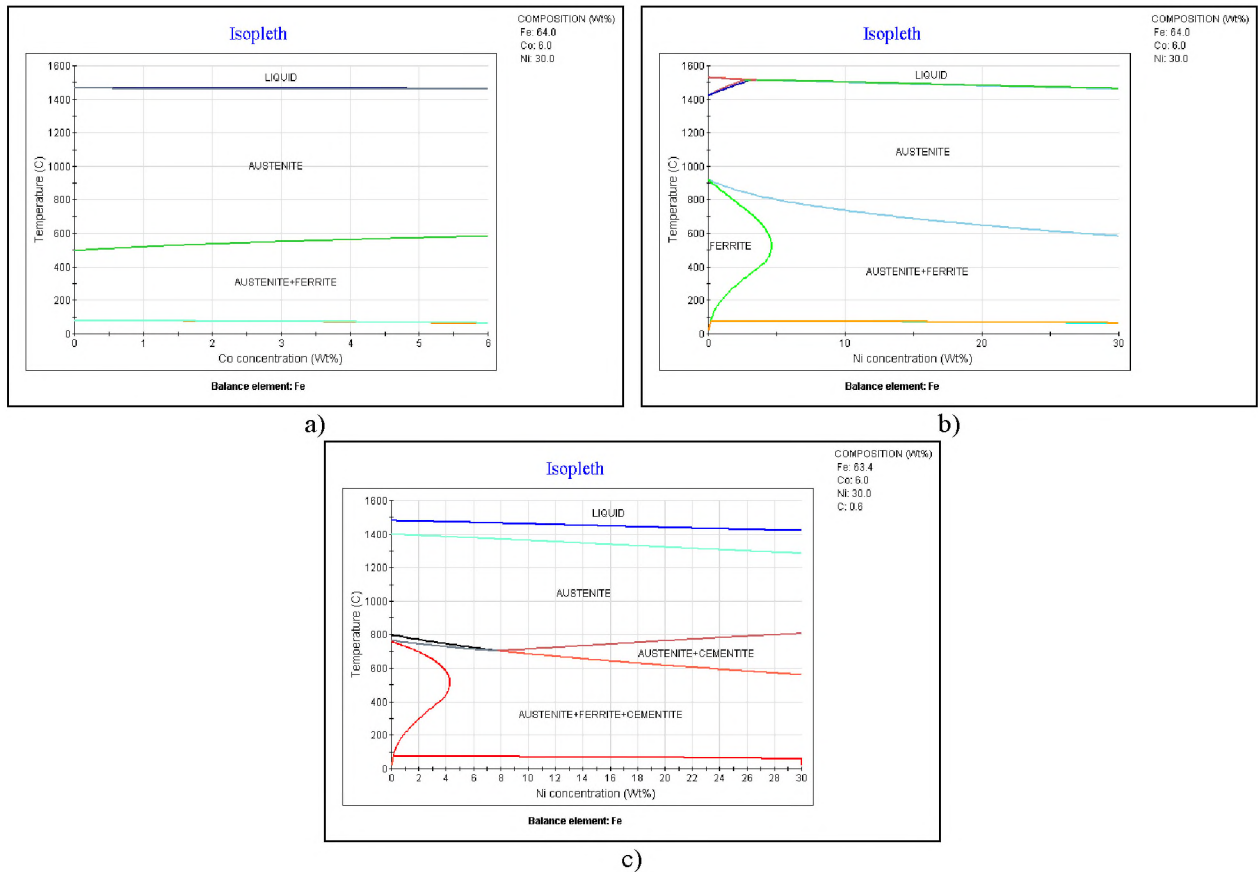 Isopleth
COMPOSITION (Wt%)
Fe: 64.0
Co: 6.0
Ni: 30.0
1600
1400
1200
1000
800
600
400
200
0
Temperature (C)
LIQUID
AUSTENITE
AUSTENITE+FERRITE
0 1 2 3 4 5 6
Co concentration (Wt%)
Balance element: Fe
a)
Isopleth
COMPOSITION (Wt%)
Fe: 64.0
Co: 6.0
Ni: 30.0
1600
1400
1200
1000
800
600
400
200
0
Temperature (C)
LIQUID
AUSTENITE
FERRITE
AUSTENITE+FERRITE
0 10 20 30
Ni concentration (Wt%)
Balance element: Fe
b)
Isopleth
COMPOSITION (Wt%)
Fe: 63.4
Co: 6.0
Ni: 30.0
C: 0.6
1600
1400
1200
1000
800
600
400
200
0
Temperature (C)
LIQUID
AUSTENITE
AUSTENITE+CEMENTITE
AUSTENITE+FERRITE+CEMENTITE
0 2 4 6 8 10 12 14 16 18 20 22 24 26 28 30
Ni concentration (Wt%)
Balance element: Fe
c)